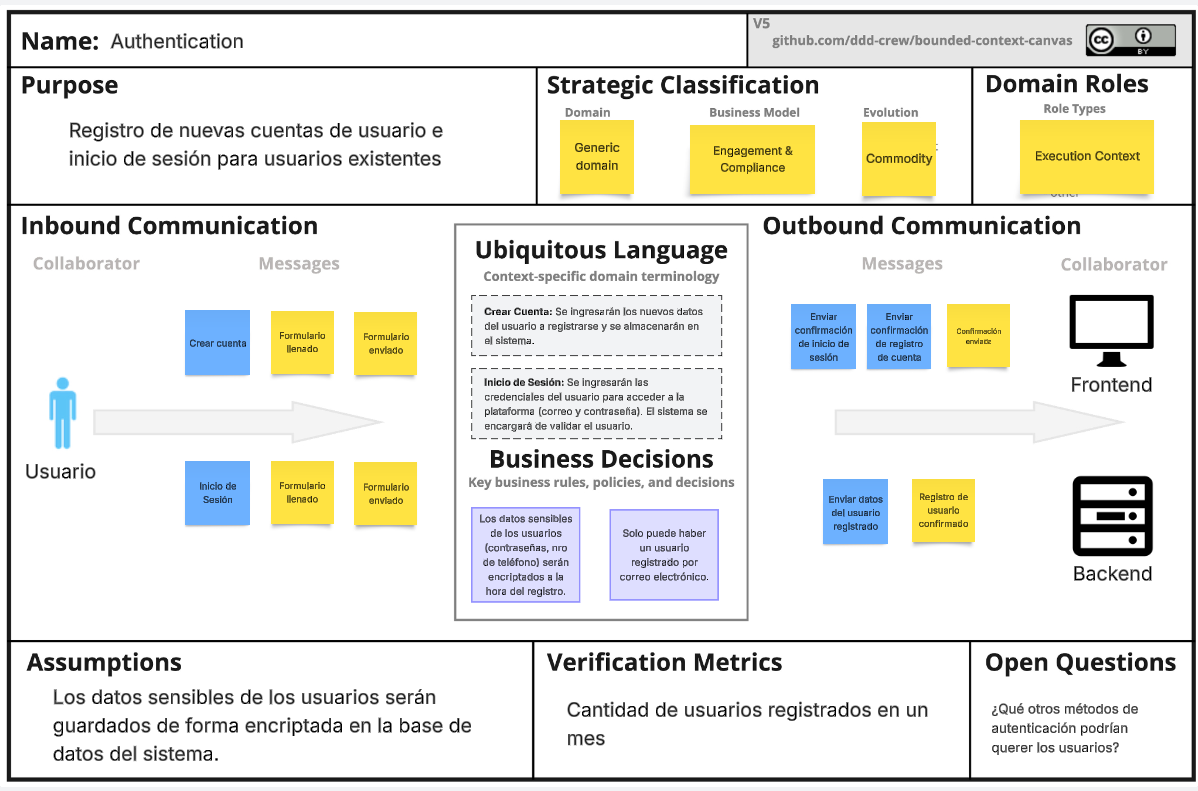 Name: Authentication
V5
github.com/ddd-crew/bounded-context-canvas
cc
BY
Purpose
Registro de nuevas cuentas de usuario e
inicio de sesión para usuarios existentes
Strategic Classification
Domain
Business Model
Evolution
Generic
domain
Engagement &
Compliance
Commodity
Domain Roles
Role Types
Execution Context
Inbound Communication
Collaborator
Messages
Crear cuenta
Formulario
llenado
Formulario
enviado
Usuario
Inicio de
Sesión
Formulario
llenado
Formulario
enviado
Ubiquitous Language
Context-specific domain terminology
Crear Cuenta: Se ingresarán los nuevos datos
del usuario a registrarse y se almacenarán en
el sistema.
Inicio de Sesión: Se ingresarán las
credenciales del usuario para acceder a la
plataforma (correo y contraseña). El sistema se
encargará de validar el usuario.
Business Decisions
Key business rules, policies, and decisions
Los datos sensibles
de los usuarios
(contraseñas, nro
de teléfono) serán
encriptados a la
hora del registro.
Solo puede haber
un usuario
registrado por
correo electrónico.
Outbound Communication
Messages
Collaborator
Enviar
confirmación
de inicio de
sesión
Enviar
confirmación
de registro
de cuenta
Confirmación
enviada
Frontend
Enviar datos
del usuario
registrado
Registro de
usuario
confirmado
Backend
Assumptions
Los datos sensibles de los usuarios serán
guardados de forma encriptada en la base de
datos del sistema.
Verification Metrics
Cantidad de usuarios registrados en un
mes
Open Questions
¿Qué otros métodos de
autenticación podrían
querer los usuarios?